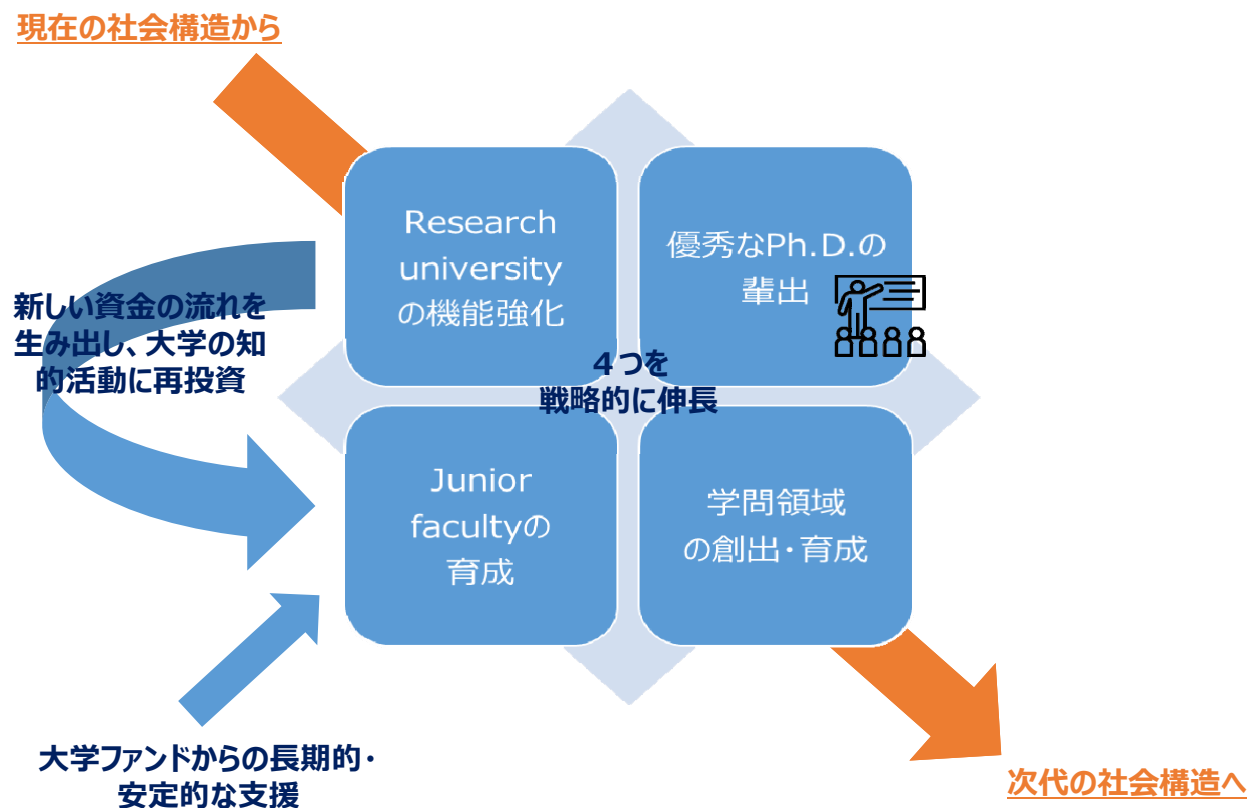 現在の社会構造から
Research
university
の機能強化
優秀なPh.D.の
輩出
新しい資金の流れを
生み出し、大学の知
的活動に再投資
4つを
戦略的に伸長
Junior
facultyの
育成
学問領域
の創出・育成
大学ファンドからの長期的・
安定的な支援
次代の社会構造へ